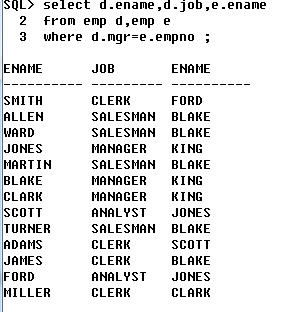 SQL> select d.ename,d.job,e.ename
2 from emp d,emp e
3 where d.mgr=e.empno ;
ENAME JOB ENAME
---------- --------- ----------
SMITH CLERK FORD
ALLEN SALESMAN BLAKE
WARD SALESMAN BLAKE
JONES MANAGER KING
MARTIN SALESMAN BLAKE
BLAKE MANAGER KING
CLARK MANAGER KING
SCOTT ANALYST JONES
TURNER SALESMAN BLAKE
ADAMS CLERK SCOTT
JAMES CLERK BLAKE
FORD ANALYST JONES
MILLER CLERK CLARK